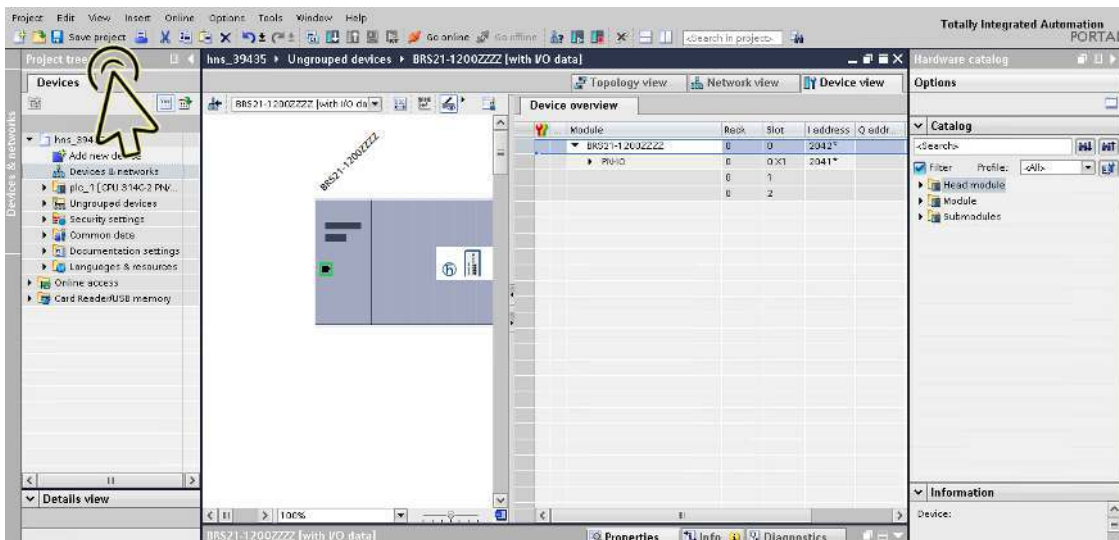 Project Edit View Insert Online Options Tools Window Help
Totally Integrated Automation
PORTAL
Save project Go online Go offline <Search in project>
Project tree
hns_39435 ▸ Ungrouped devices ▸ BRS21-1200ZZZZ [with I/O data]
Hardware catalog
Devices
Topology view Network view Device view
Options
BRS21-1200ZZZZ [with I/O da
Device overview
Module Rack Slot I address Q addr...
Catalog
BRS21-1200ZZZZ 0 0 2042*
<Search>
PN-IO 0 0 X1 2041*
Filter Profile: <All>
0 1
Head module
0 2
Module
Submodules
BRS21-1200ZZZZ
Add new
Devices & networks
plc_1 [CPU 314C-2 PN/...
Ungrouped devices
Security settings
Common data
Documentation settings
Languages & resources
Online access
Card Reader/USB memory
Devices & networks
Details view
100%
Information
Device:
BRS21-1200ZZZZ [with I/O data]
Properties Info Diagnostics